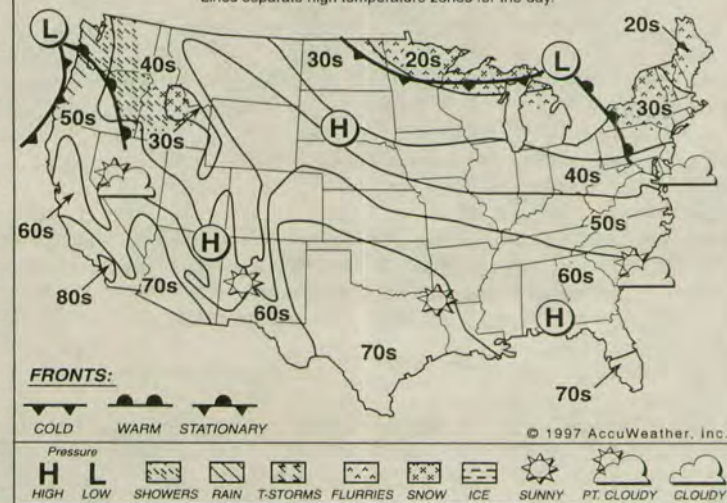 Lines separate high temperature zones for the day.
L
40s
30s
20s
L
20s
50s
30s
H
30s
40s
60s
H
50s
80s
70s
60s
60s
70s
H
70s
FRONTS:
COLD WARM STATIONARY
© 1997 AccuWeather, Inc.
Pressure
H L
HIGH LOW SHOWERS RAIN T-STORMS FLURRIES SNOW ICE SUNNY PT. CLOUDY CLOUDY